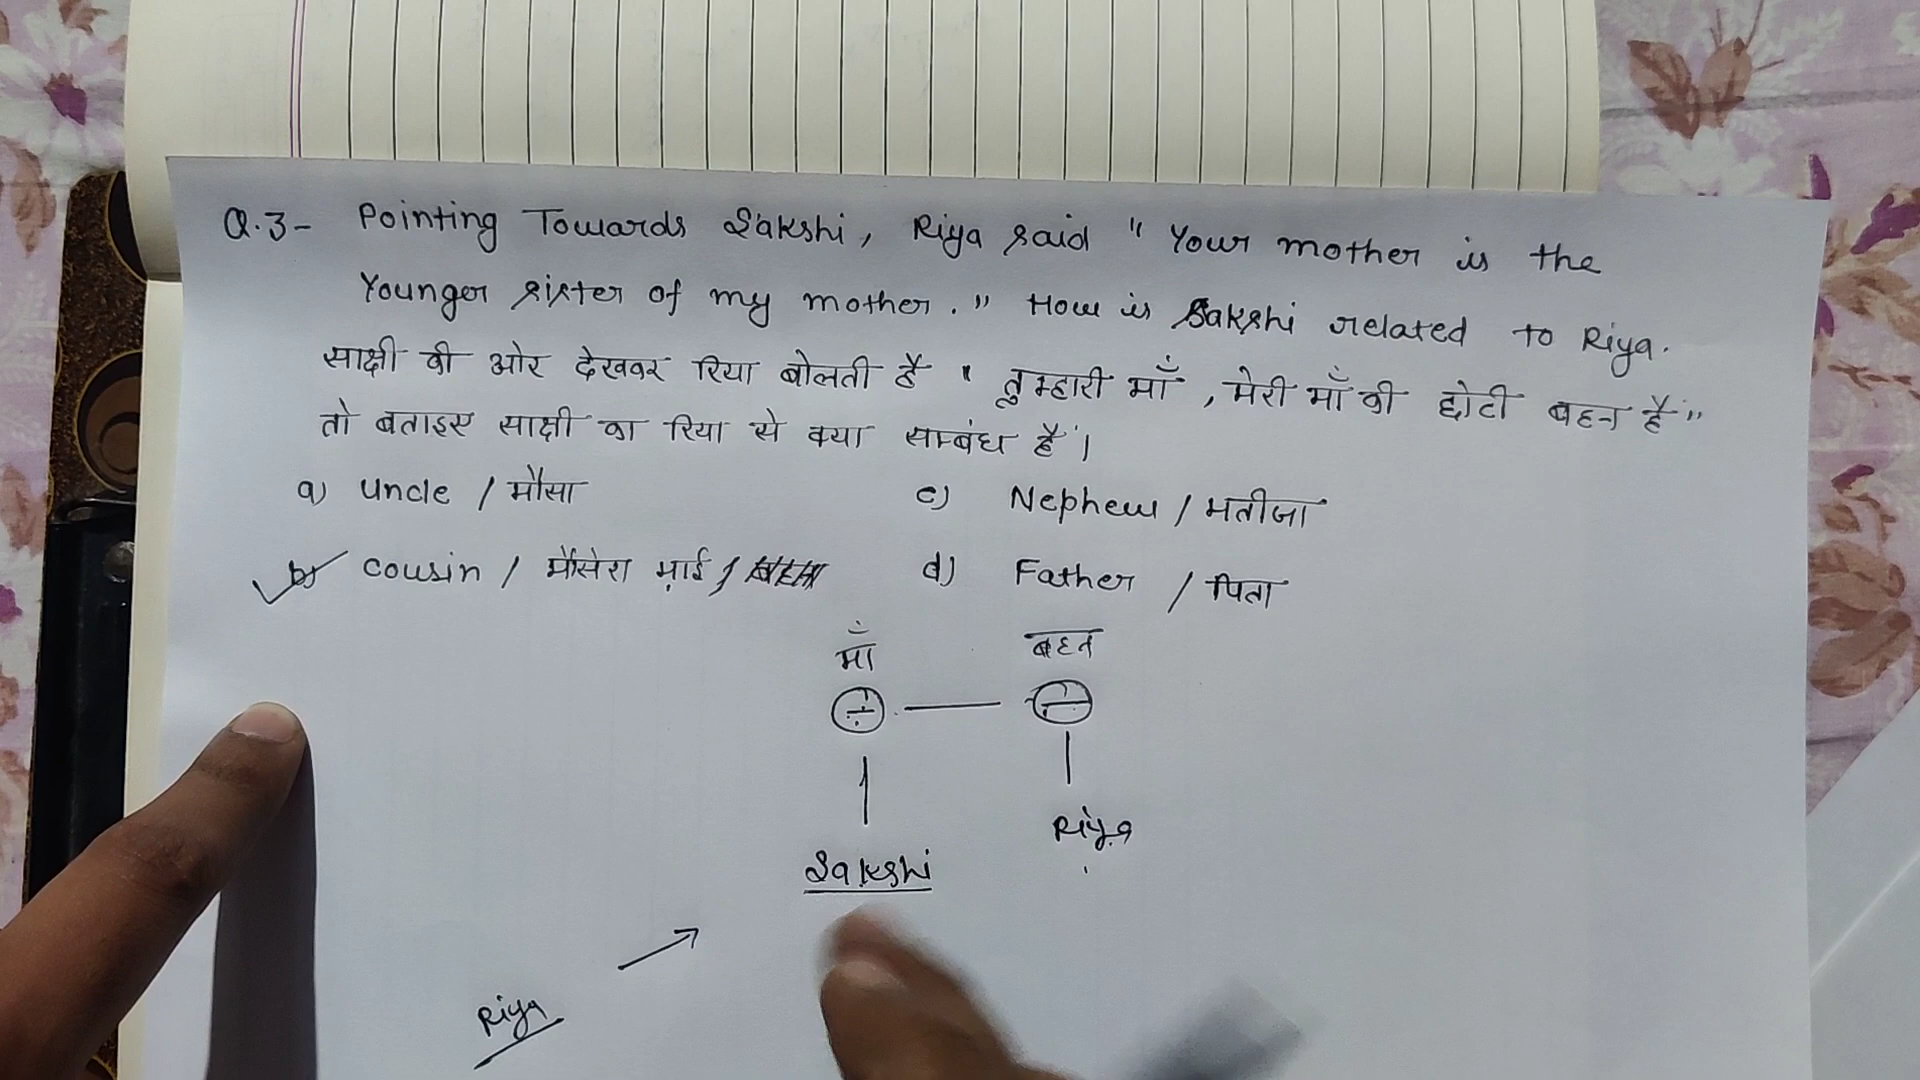 Q.3- Pointing Towards Sakshi, Riya said " Your mother is the
Younger sister of my mother." How is Sakshi related to Riya.
साक्षी की ओर देखकर रिया बोलती है " तुम्हारी माँ, मेरी माँ की छोटी बहन है"
तो बताइए साक्षी का रिया से क्या सम्बंध है।
a) Uncle / मौसा
c) Nephew / भतीजा
b) Cousin / मौसेरा भाई /
d) Father / पिता
माँ बहन
Riya
Sakshi
Riya